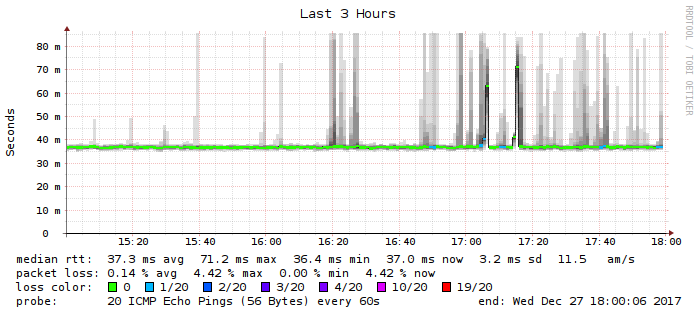 Last 3 Hours
RRDTOOL / TOBI OETIKER
Seconds
80 m
70 m
60 m
50 m
40 m
30 m
20 m
10 m
0
15:20 15:40 16:00 16:20 16:40 17:00 17:20 17:40 18:00
median rtt: 37.3 ms avg 71.2 ms max 36.4 ms min 37.0 ms now 3.2 ms sd 11.5 am/s
packet loss: 0.14 % avg 4.42 % max 0.00 % min 4.42 % now
loss color: 0 1/20 2/20 3/20 4/20 10/20 19/20
probe: 20 ICMP Echo Pings (56 Bytes) every 60s end: Wed Dec 27 18:00:06 2017